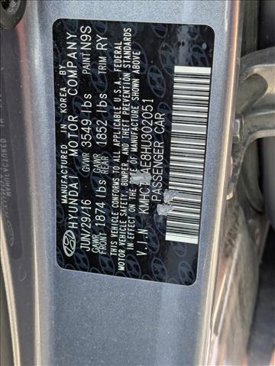 MANUFACTURED IN KOREA BY
HYUNDAI MOTOR COMPANY
JUN/29/16 GVWR 3549 lbs PAINT N9S
GAWR FRONT 1874 lbs GAWR REAR 1852 lbs TRIM RY
THIS VEHICLE CONFORMS TO ALL APPLICABLE U.S. FEDERAL
MOTOR VEHICLE SAFETY, BUMPER, AND THEFT PREVENTION
STANDARDS IN EFFECT ON THE DATE OF
MANUFACTURE SHOWN ABOVE.
V.I.N KMHC AE8HU302051
PASSENGER CAR